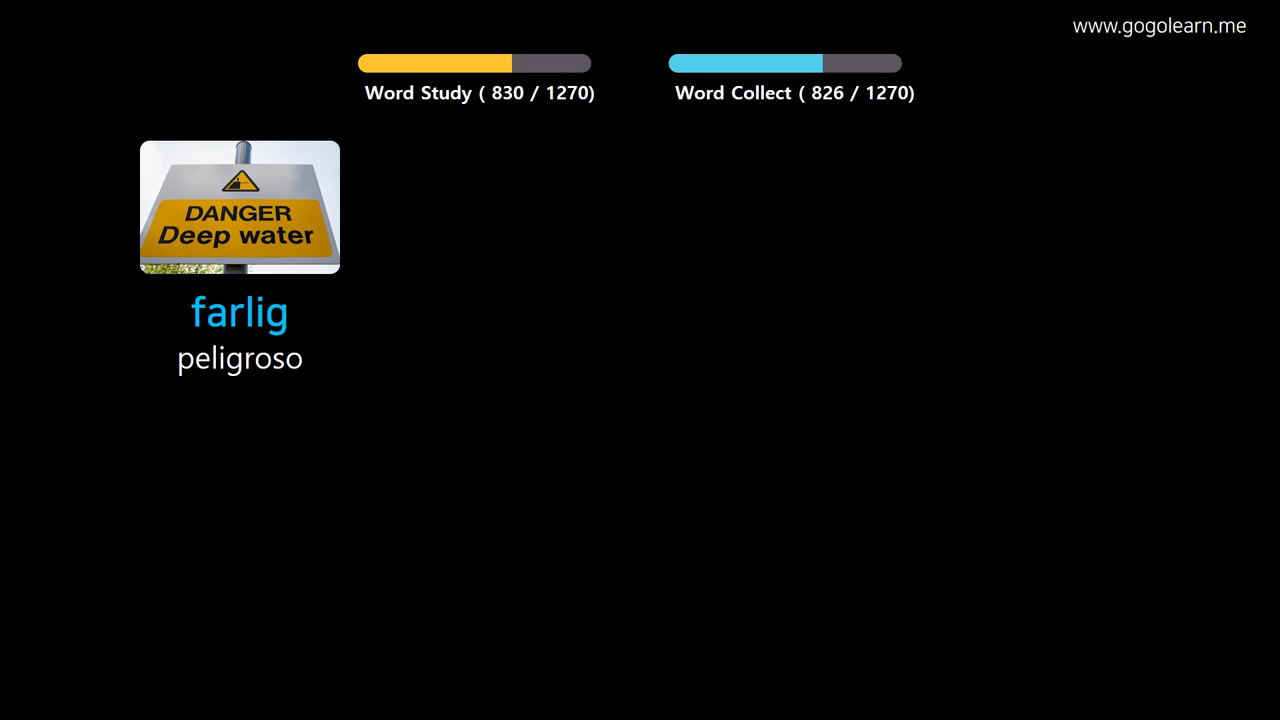 www.gogolearn.me
Word Study ( 830 / 1270)
Word Collect ( 826 / 1270)
DANGER
Deep water
farlig
peligroso